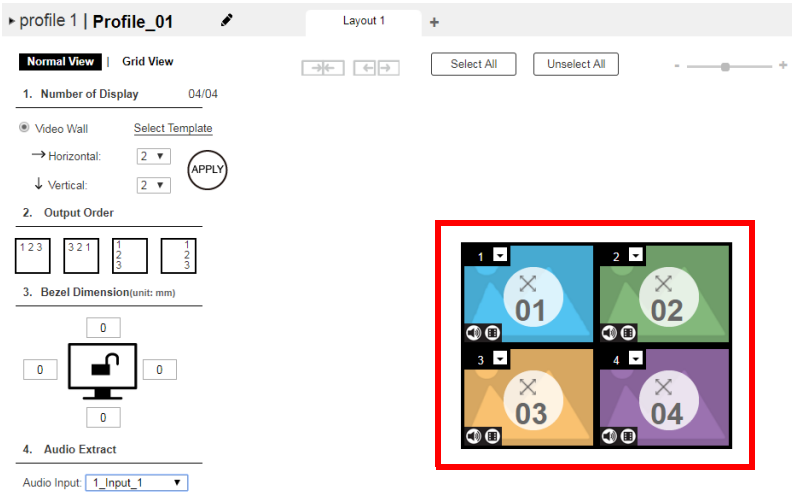 profile 1 | Profile_01
Layout 1
+
Normal View | Grid View
Select All
Unselect All
- +
1. Number of Display 04/04
Video Wall Select Template
Horizontal: 2
APPLY
Vertical: 2
2. Output Order
1 2 3
3 2 1
1
2
3
1
2
3
3. Bezel Dimension(unit: mm)
0
0
0
0
4. Audio Extract
Audio Input: 1_Input_1
1
01
2
02
3
03
4
04